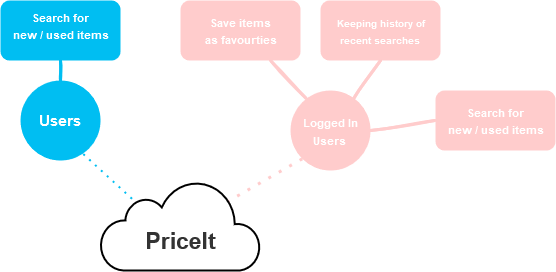 Search for
new / used items
Save items
as favourties
Keeping history of
recent searches
Search for
new / used items
Users
Logged in
Users
PriceIt